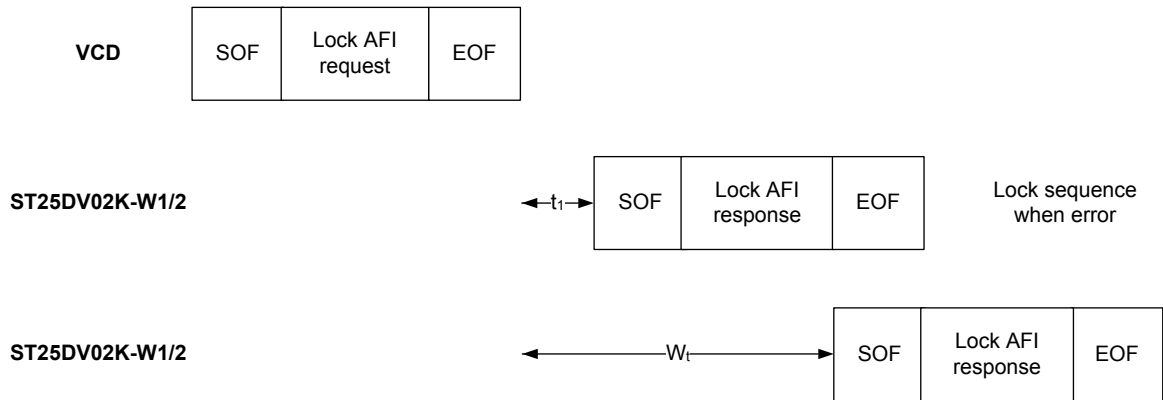 VCD
SOF
Lock AFI
request
EOF
ST25DV02K-W1/2
t1
SOF
Lock AFI
response
EOF
Lock sequence
when error
ST25DV02K-W1/2
Wt
SOF
Lock AFI
response
EOF